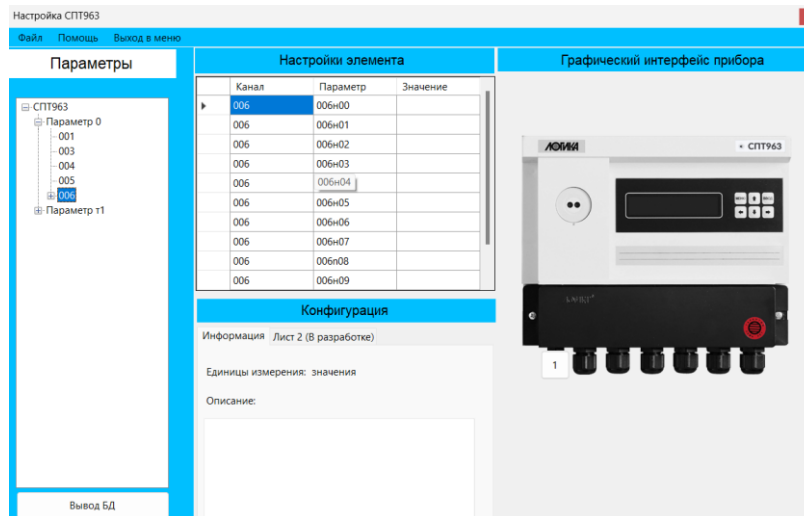 Настройка СПТ963
Файл Помощь Выход в меню
Параметры
СПТ963
Параметр 0
001
003
004
005
006
Параметр т1
Вывод БД
Настройки элемента
Канал Параметр Значение
006 006н00
006 006н01
006 006н02
006 006н03
006 006н04
006 006н05
006 006н06
006 006н07
006 006п08
006 006н09
Конфигурация
Информация Лист 2 (В разработке)
Единицы измерения: значения
Описание:
Графический интерфейс прибора
ЛОГИКА СПТ963
1